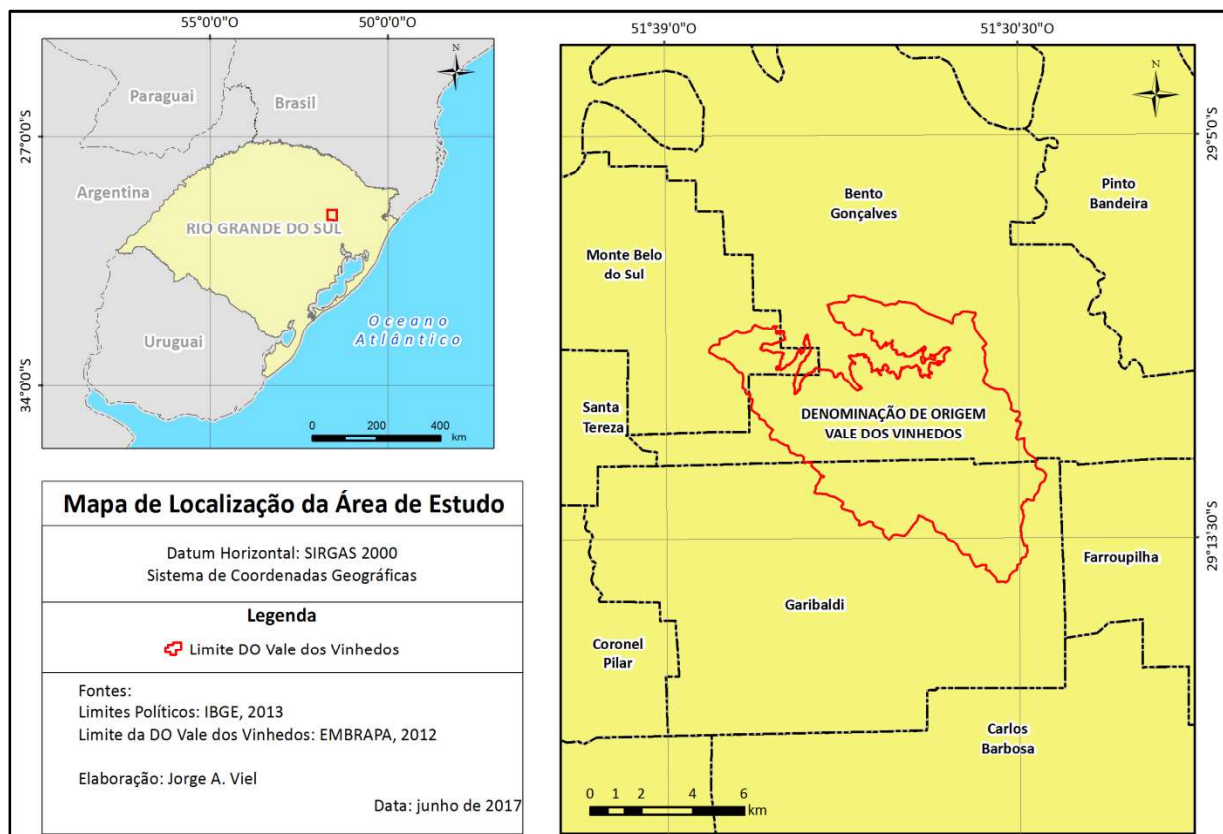 55°0'0"O
50°0'0"O
27°0'0"S
34°0'0"S
N
Paraguai
Brasil
Argentina
RIO GRANDE DO SUL
Uruguai
Oceano
Atlântico
0
200
400
km
Mapa de Localização da Área de Estudo
Datum Horizontal: SIRGAS 2000
Sistema de Coordenadas Geográficas
Legenda
Limite DO Vale dos Vinhedos
Fontes:
Limites Políticos: IBGE, 2013
Limite da DO Vale dos Vinhedos: EMBRAPA, 2012
Elaboração: Jorge A. Viel
Data: junho de 2017
51°39'0"O
51°30'30"O
29°5'0"S
29°13'30"S
N
Bento
Gonçalves
Pinto
Bandeira
Monte Belo
do Sul
Santa
Tereza
DENOMINAÇÃO DE ORIGEM
VALE DOS VINHEDOS
Farroupilha
Garibaldi
Coronel
Pilar
Carlos
Barbosa
0 1 2 4 6
km